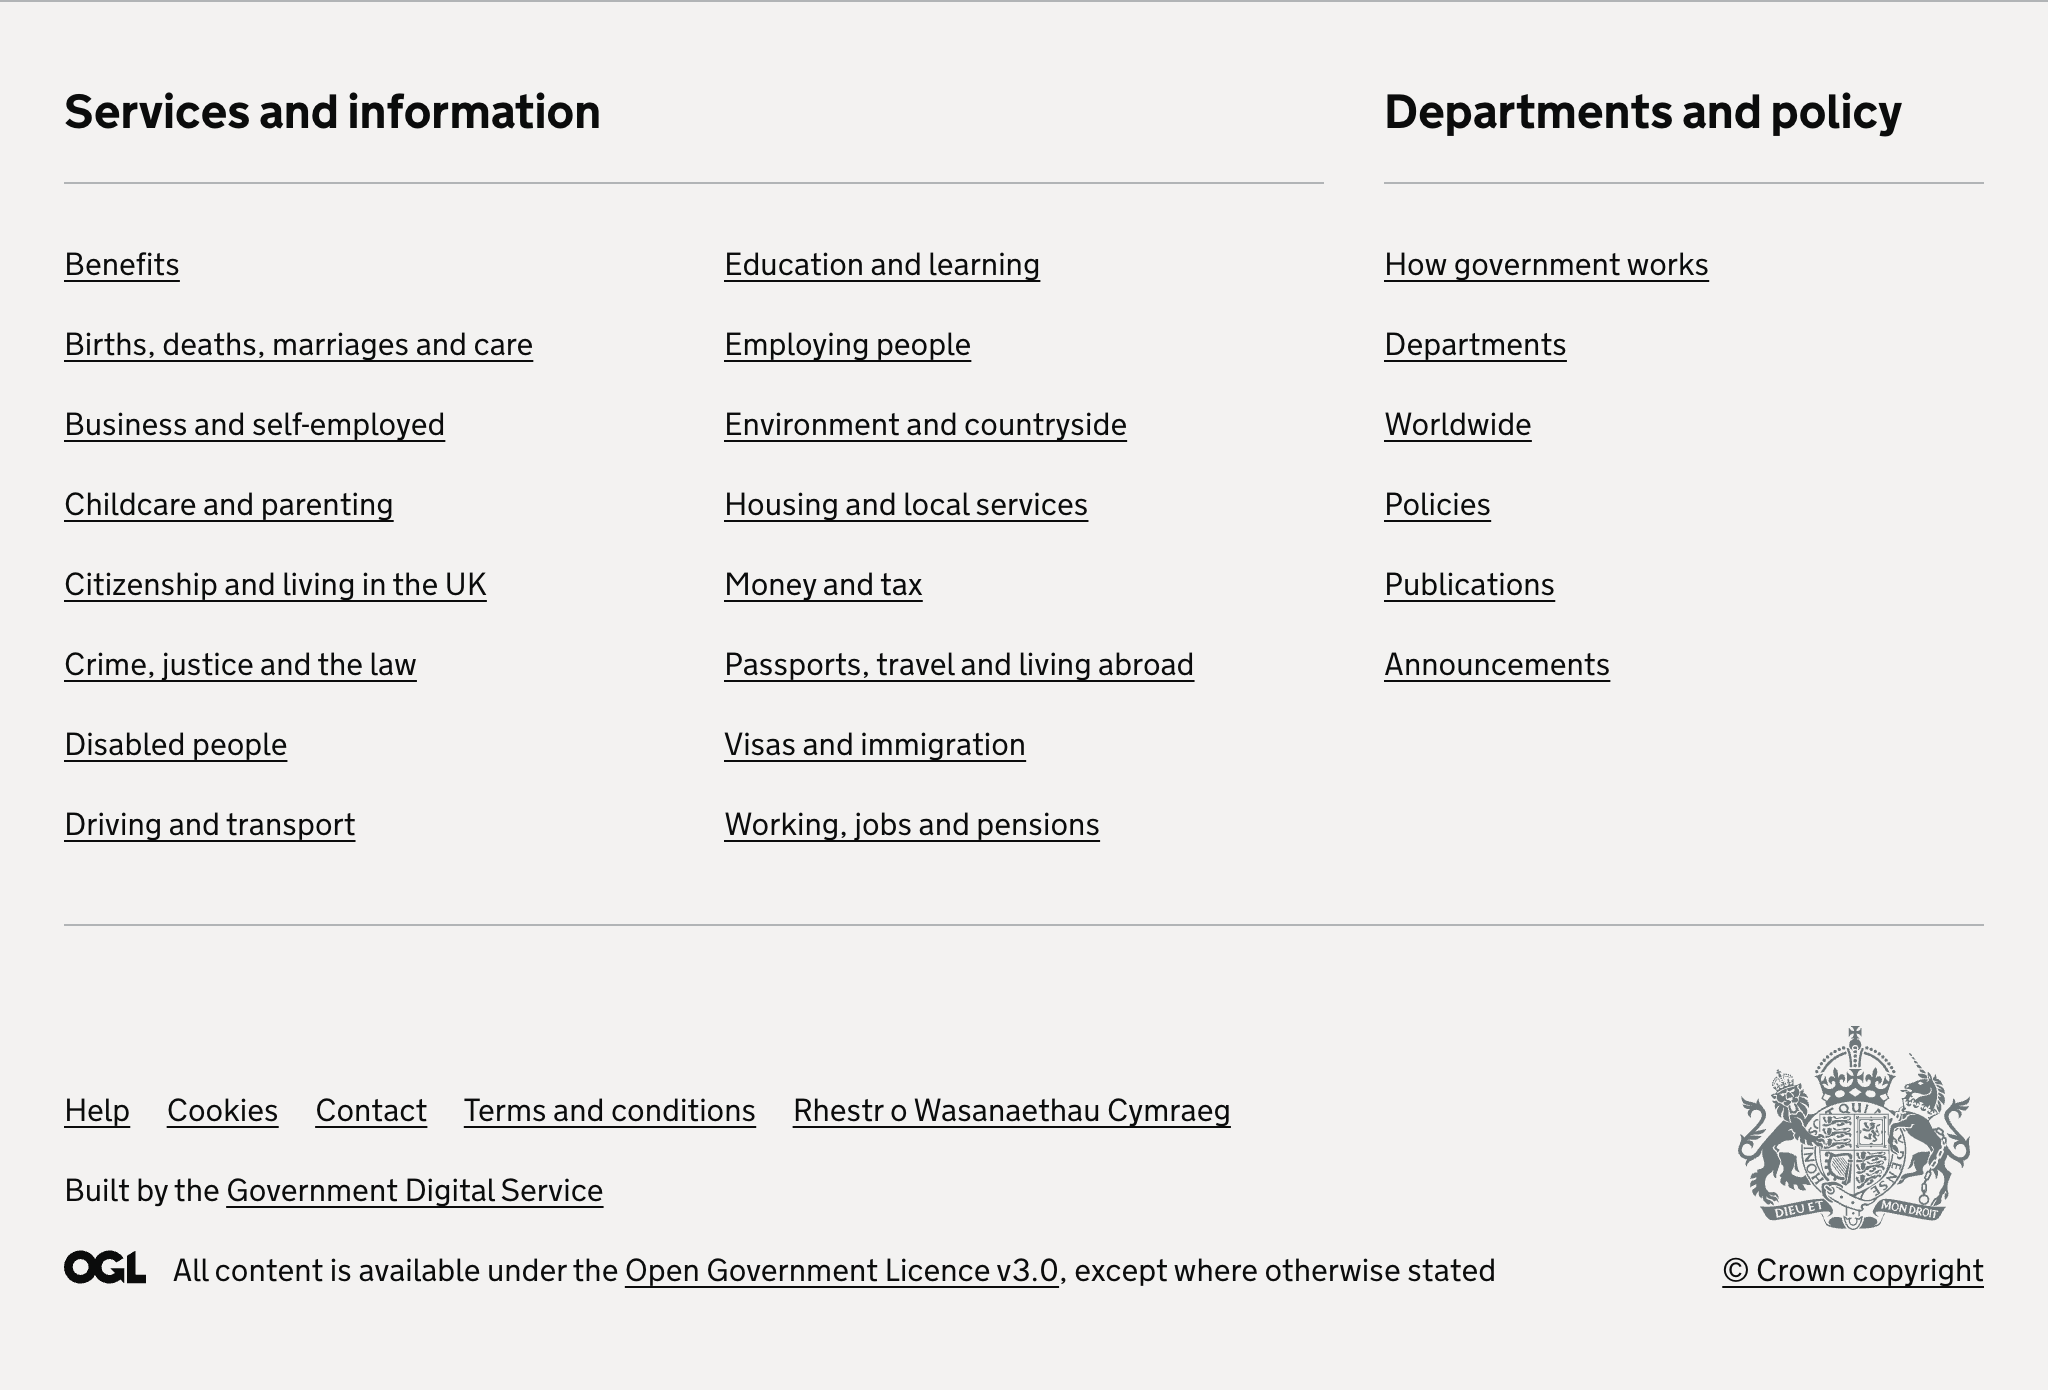 Services and information
Benefits
Births, deaths, marriages and care
Business and self-employed
Childcare and parenting
Citizenship and living in the UK
Crime, justice and the law
Disabled people
Driving and transport
Education and learning
Employing people
Environment and countryside
Housing and local services
Money and tax
Passports, travel and living abroad
Visas and immigration
Working, jobs and pensions
Departments and policy
How government works
Departments
Worldwide
Policies
Publications
Announcements
Help Cookies Contact Terms and conditions Rhestr o Wasanaethau Cymraeg
Built by the Government Digital Service
OGL All content is available under the Open Government Licence v3.0, except where otherwise stated
DIEU ET MON DROIT
© Crown copyright